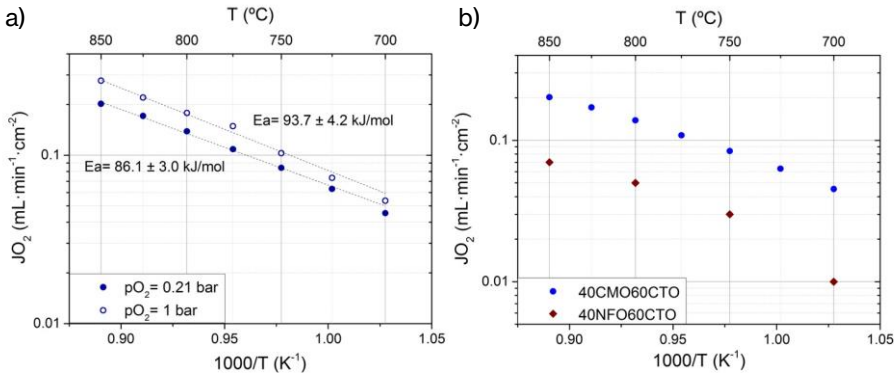 a)
T (ºC)
850 800 750 700
JO₂ (mL·min⁻¹·cm⁻²)
0.1
0.01
Ea= 93.7 ± 4.2 kJ/mol
Ea= 86.1 ± 3.0 kJ/mol
pO₂= 0.21 bar
pO₂= 1 bar
0.90 0.95 1.00 1.05
1000/T (K⁻¹)
b)
T (ºC)
850 800 750 700
JO₂ (mL·min⁻¹·cm⁻²)
0.1
0.01
40CMO60CTO
40NFO60CTO
0.90 0.95 1.00 1.05
1000/T (K⁻¹)